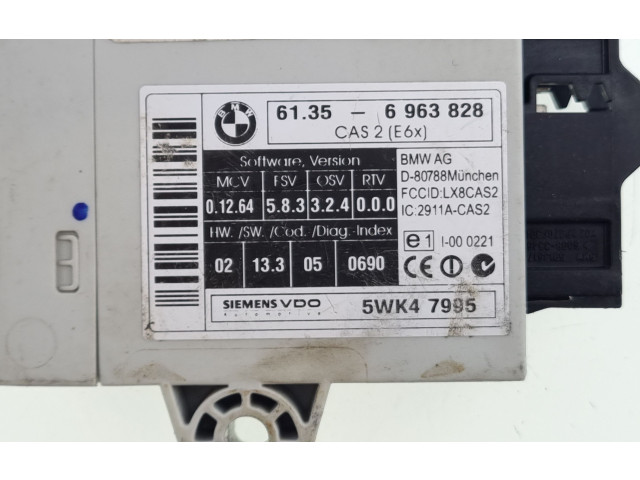 BMW
61.35 - 6 963 828
CAS 2 (E6x)
Software, Version
MCV FSV OSV RTV
0.12.64 5.8.3 3.2.4 0.0.0
HW. /SW. /Cod. /Diag.-Index
02 13.3 05 0690
BMW AG
D-80788München
FCCID:LX8CAS2
IC:2911A-CAS2
e1 I-00 0221
CE
N
SIEMENS VDO
Automotive
5WK4 7995